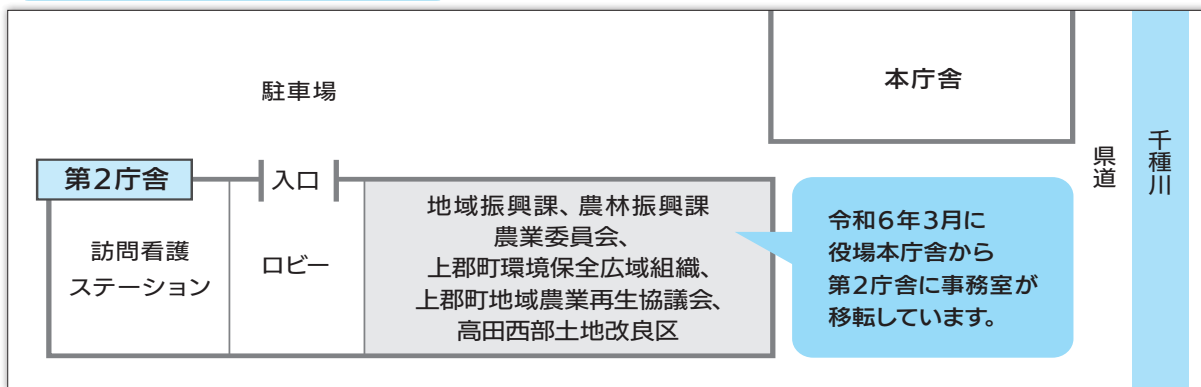 駐車場
本庁舎
県道
千種川
第2庁舎
入口
訪問看護
ステーション
ロビー
地域振興課、農林振興課
農業委員会、
上郡町環境保全広域組織、
上郡町地域農業再生協議会、
高田西部土地改良区
令和6年3月に
役場本庁舎から
第2庁舎に事務室が
移転しています。